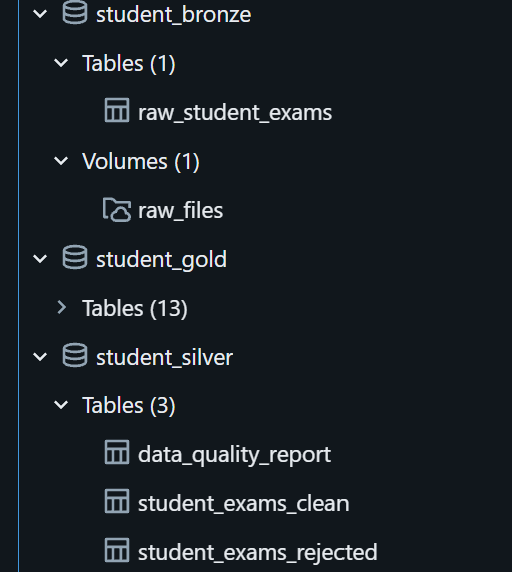 student_bronze
Tables (1)
raw_student_exams
Volumes (1)
raw_files
student_gold
Tables (13)
student_silver
Tables (3)
data_quality_report
student_exams_clean
student_exams_rejected